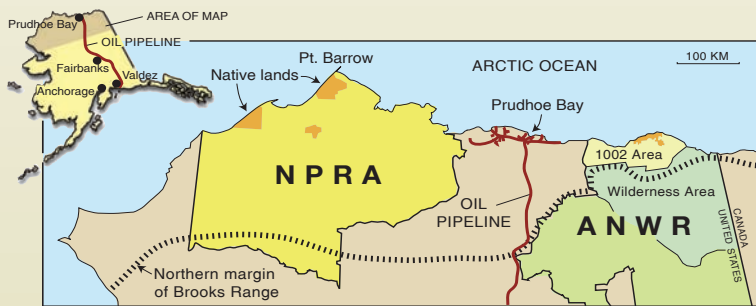 Prudhoe Bay
AREA OF MAP
OIL PIPELINE
Fairbanks
Valdez
Anchorage
Native lands
Pt. Barrow
ARCTIC OCEAN
100 KM
Prudhoe Bay
NPRA
OIL
PIPELINE
1002 Area
Wilderness Area
ANWR
CANADA
UNITED STATES
Northern margin
of Brooks Range